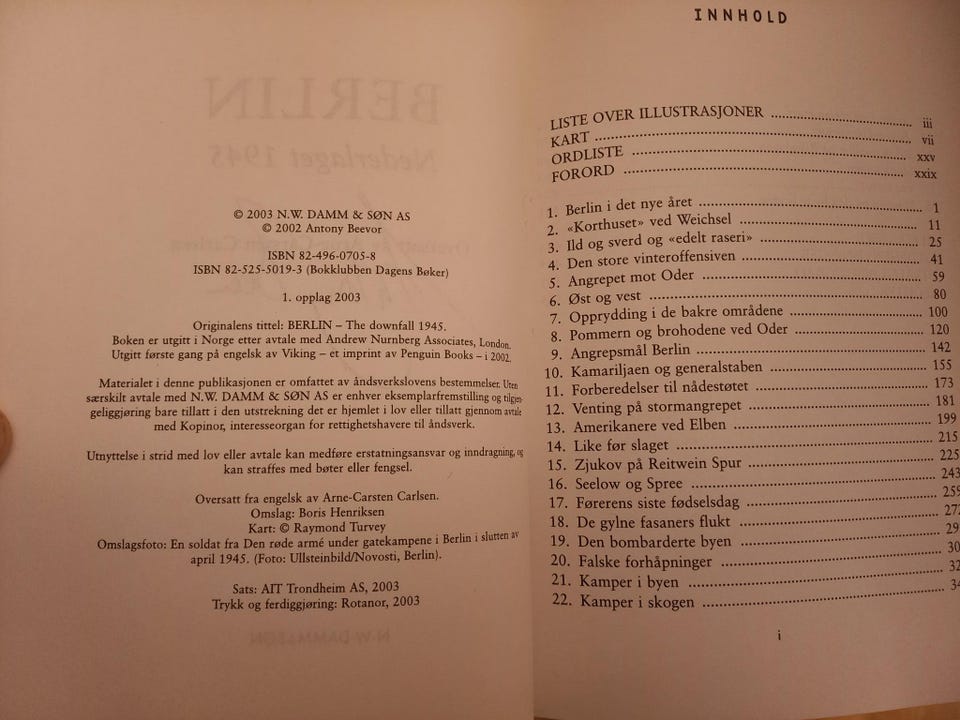 © 2003 N.W. DAMM & SØN AS
© 2002 Antony Beevor
ISBN 82-496-0705-8
ISBN 82-525-5019-3 (Bokklubben Dagens Bøker)
1. opplag 2003
Originalens tittel: BERLIN – The downfall 1945.
Boken er utgitt i Norge etter avtale med Andrew Nurnberg Associates, London.
Utgitt første gang på engelsk av Viking – et imprint av Penguin Books – i 2002.
Materialet i denne publikasjonen er omfattet av åndsverkslovens bestemmelser. Uten
særskilt avtale med N.W. DAMM & SØN AS er enhver eksemplarfremstilling og tilgjen-
geliggjøring bare tillatt i den utstrekning det er hjemlet i lov eller tillatt gjennom avtale
med Kopinor, interesseorgan for rettighetshavere til åndsverk.
Utnyttelse i strid med lov eller avtale kan medføre erstatningsansvar og inndragning, og
kan straffes med bøter eller fengsel.
Oversatt fra engelsk av Arne-Carsten Carlsen.
Omslag: Boris Henriksen
Kart: © Raymond Turvey
Omslagsfoto: En soldat fra Den røde armé under gatekampene i Berlin i slutten av
april 1945. (Foto: Ullsteinbild/Novosti, Berlin).
Sats: AIT Trondheim AS, 2003
Trykk og ferdiggjøring: Rotanor, 2003
INNHOLD
LISTE OVER ILLUSTRASJONER ... iii
KART ... vii
ORDLISTE ... xxv
FORORD ... xxix
1. Berlin i det nye året ... 1
2. «Korthuset» ved Weichsel ... 11
3. Ild og sverd og «edelt raseri» ... 25
4. Den store vinteroffensiven ... 41
5. Angrepet mot Oder ... 59
6. Øst og vest ... 80
7. Opprydding i de bakre områdene ... 100
8. Pommern og brohodene ved Oder ... 120
9. Angrepsmål Berlin ... 142
10. Kamariljaen og generalstaben ... 155
11. Forberedelser til nådestøtet ... 173
12. Venting på stormangrepet ... 181
13. Amerikanere ved Elben ... 199
14. Like før slaget ... 215
15. Zjukov på Reitwein Spur ... 225
16. Seelow og Spree ... 243
17. Førerens siste fødselsdag ... 259
18. De gylne fasaners flukt ... 272
19. Den bombarderte byen ...
20. Falske forhåpninger ...
21. Kamper i byen ...
22. Kamper i skogen ...
i